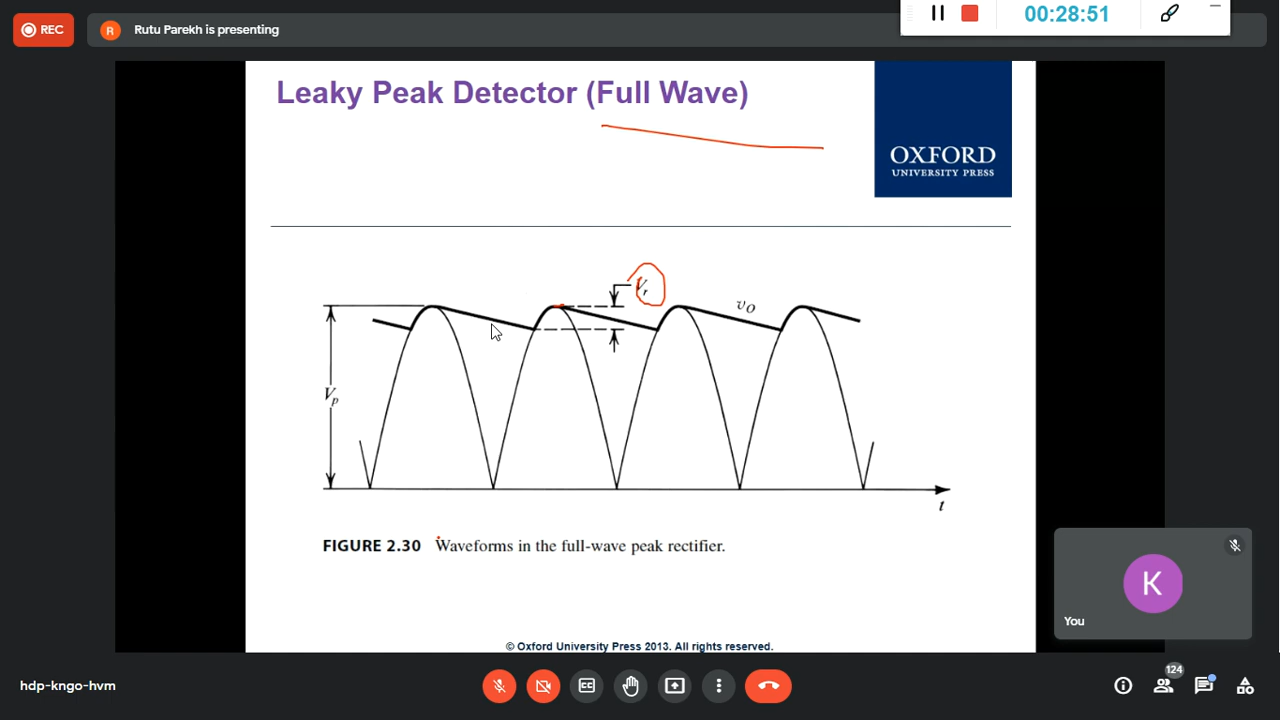 REC
R Rutu Parekh is presenting
00:28:51
Leaky Peak Detector (Full Wave)
OXFORD
UNIVERSITY PRESS
Vr
vO
Vp
t
FIGURE 2.30 Waveforms in the full-wave peak rectifier.
K
You
© Oxford University Press 2013. All rights reserved.
hdp-kngo-hvm
CC
124